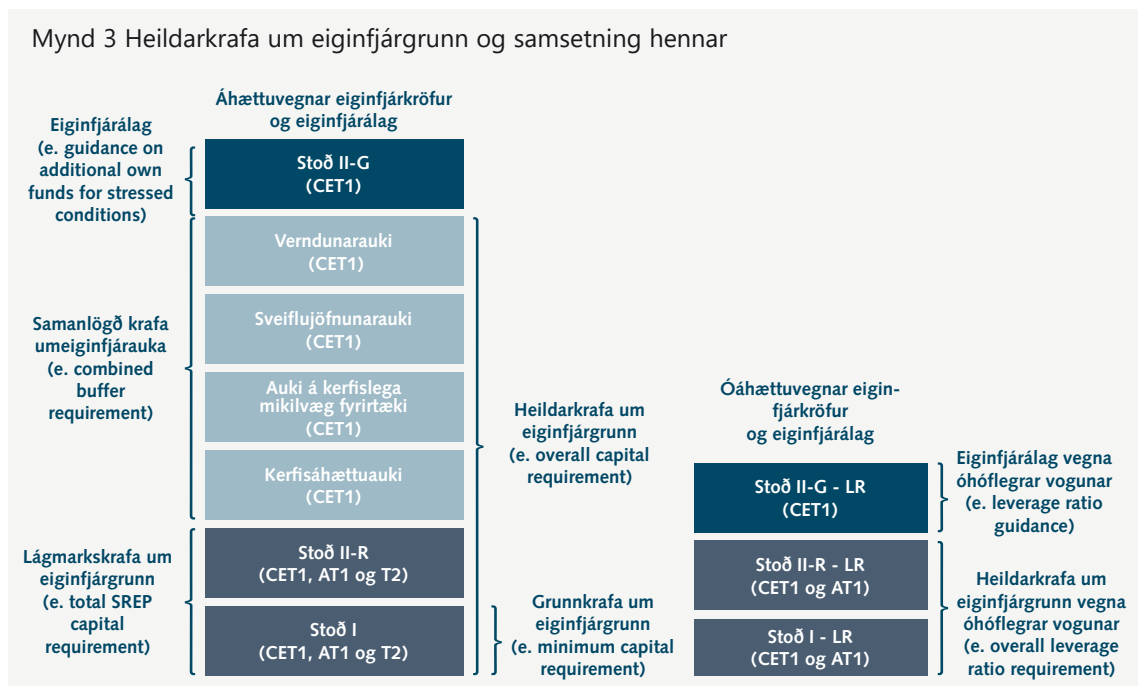 Mynd 3 Heildarkrafa um eiginfjárgrunn og samsetning hennar
Áhættuvegnar eiginfjárkröfur
og eiginfjárálag
Eiginfjárálag
(e. guidance on
additional own
funds for stressed
conditions)
Stoð II-G
(CET1)
Verndunarauki
(CET1)
Sveiflujöfnunarauki
(CET1)
Auki á kerfislega
mikilvæg fyrirtæki
(CET1)
Kerfisáhættuauki
(CET1)
Samanlögð krafa
umeiginfjárauka
(e. combined
buffer
requirement)
Stoð II-R
(CET1, AT1 og T2)
Stoð I
(CET1, AT1 og T2)
Lágmarkskrafa um
eiginfjárgrunn
(e. total SREP
capital
requirement)
Heildarkrafa um
eiginfjárgrunn
(e. overall capital
requirement)
Grunnkrafa um
eiginfjárgrunn
(e. minimum capital
requirement)
Óáhættuvegnar eigin-
fjárkröfur
og eiginfjárálag
Stoð II-G - LR
(CET1)
Stoð II-R - LR
(CET1 og AT1)
Stoð I - LR
(CET1 og AT1)
Eiginfjárálag vegna
óhóflegrar vogunar
(e. leverage ratio
guidance)
Heildarkrafa um
eiginfjárgrunn vegna
óhóflegrar vogunar
(e. overall leverage
ratio requirement)